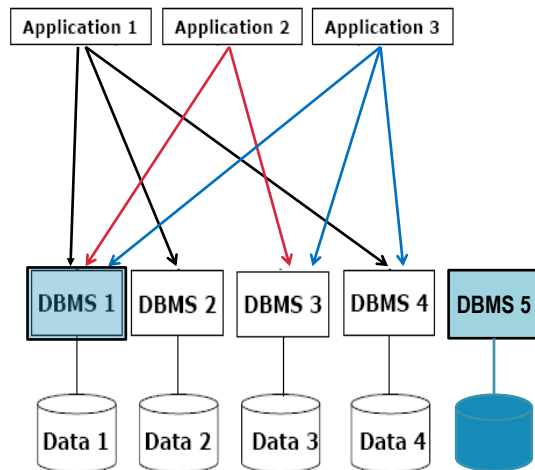 Application 1
Application 2
Application 3
DBMS 1
DBMS 2
DBMS 3
DBMS 4
DBMS 5
Data 1
Data 2
Data 3
Data 4